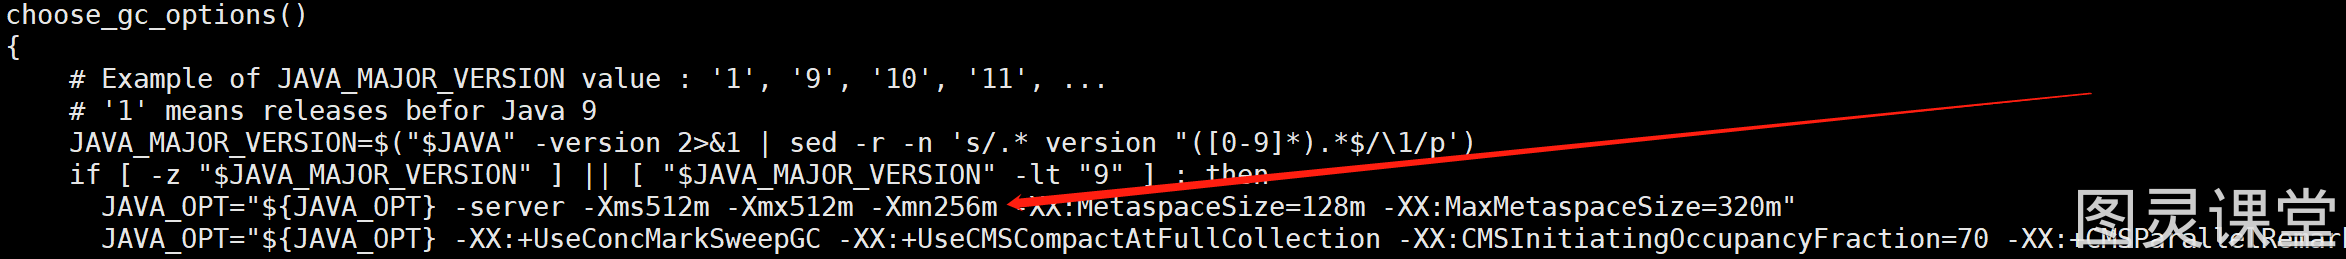 choose_gc_options()
{
    # Example of JAVA_MAJOR_VERSION value : '1', '9', '10', '11', ...
    # '1' means releases befor Java 9
    JAVA_MAJOR_VERSION=$("$JAVA" -version 2>&1 | sed -r -n 's/.* version "([0-9]*).*$/\1/p')
    if [ -z "$JAVA_MAJOR_VERSION" ] || [ "$JAVA_MAJOR_VERSION" -lt "9" ] ; then
      JAVA_OPT="${JAVA_OPT} -server -Xms512m -Xmx512m -Xmn256m -XX:MetaspaceSize=128m -XX:MaxMetaspaceSize=320m"
      JAVA_OPT="${JAVA_OPT} -XX:+UseConcMarkSweepGC -XX:+UseCMSCompactAtFullCollection -XX:CMSInitiatingOccupancyFraction=70 -XX:+CMSParallelRemark
图灵课堂